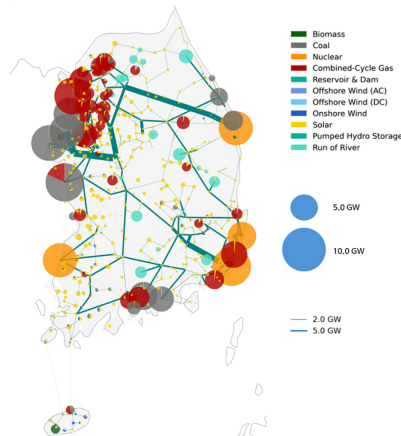 Biomass
Coal
Nuclear
Combined-Cycle Gas
Reservoir & Dam
Offshore Wind (AC)
Offshore Wind (DC)
Onshore Wind
Solar
Pumped Hydro Storage
Run of River
5.0 GW
10.0 GW
2.0 GW
5.0 GW